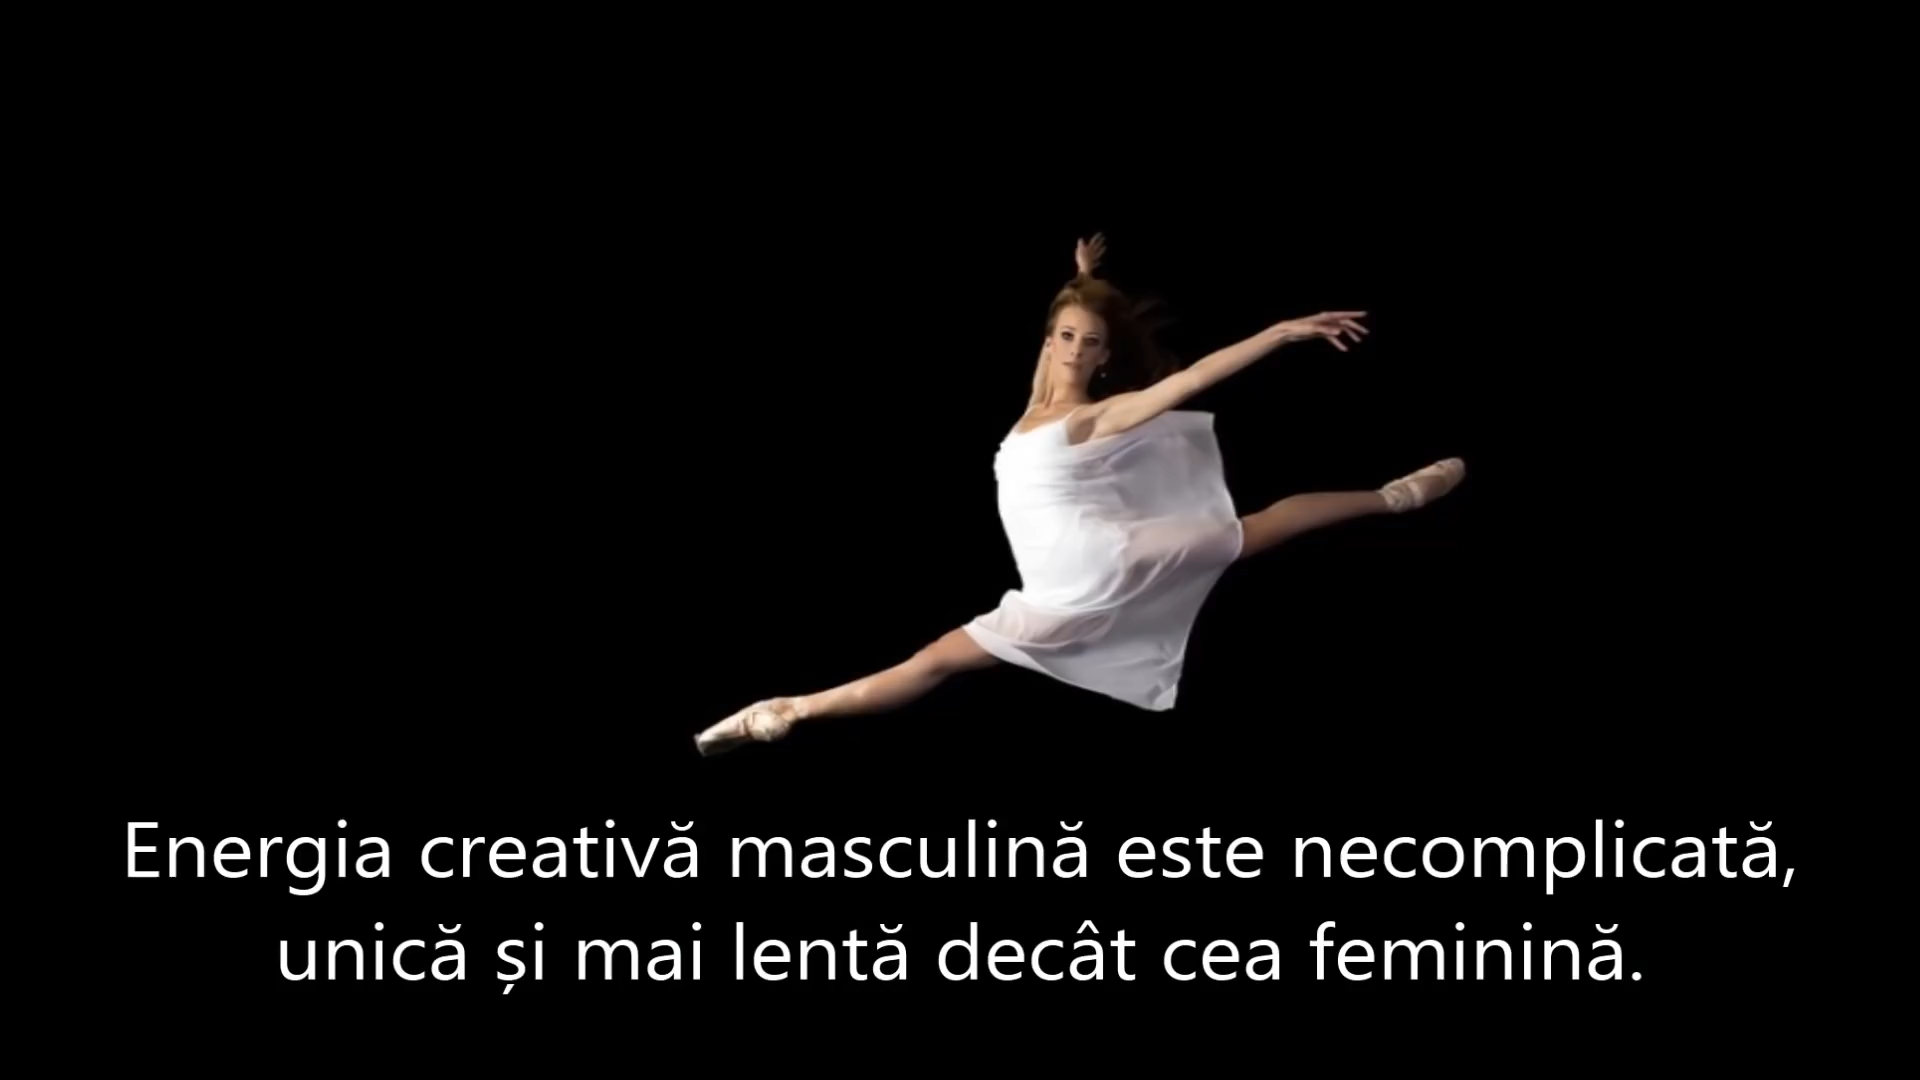 Energia creativă masculină este necomplicată,
unică și mai lentă decât cea feminină.